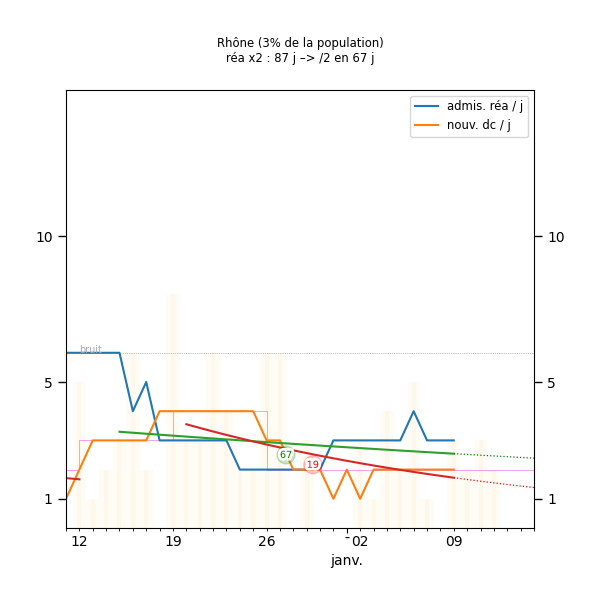 Rhône (3% de la population)
réa x2 : 87 j –> /2 en 67 j
admis. réa / j
nouv. dc / j
10
10
bruit
5
5
67
19
1
1
12
19
26
02
09
janv.